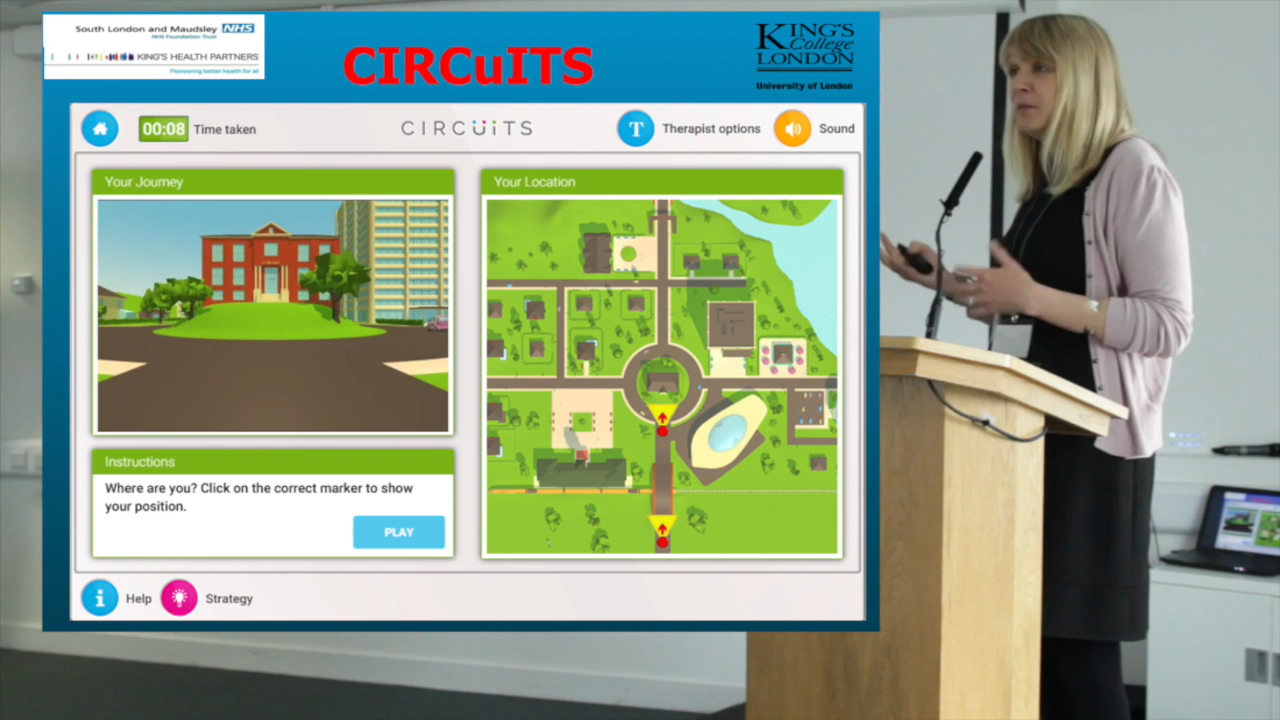 South London and Maudsley NHS
NHS Foundation Trust
KING'S HEALTH PARTNERS
Pioneering better health for all
CIRCuITS
KING'S
College
LONDON
University of London
00:08 Time taken
CIRCUITS
T Therapist options
Sound
Your Journey
Your Location
Instructions
Where are you? Click on the correct marker to show
your position.
PLAY
i Help
Strategy